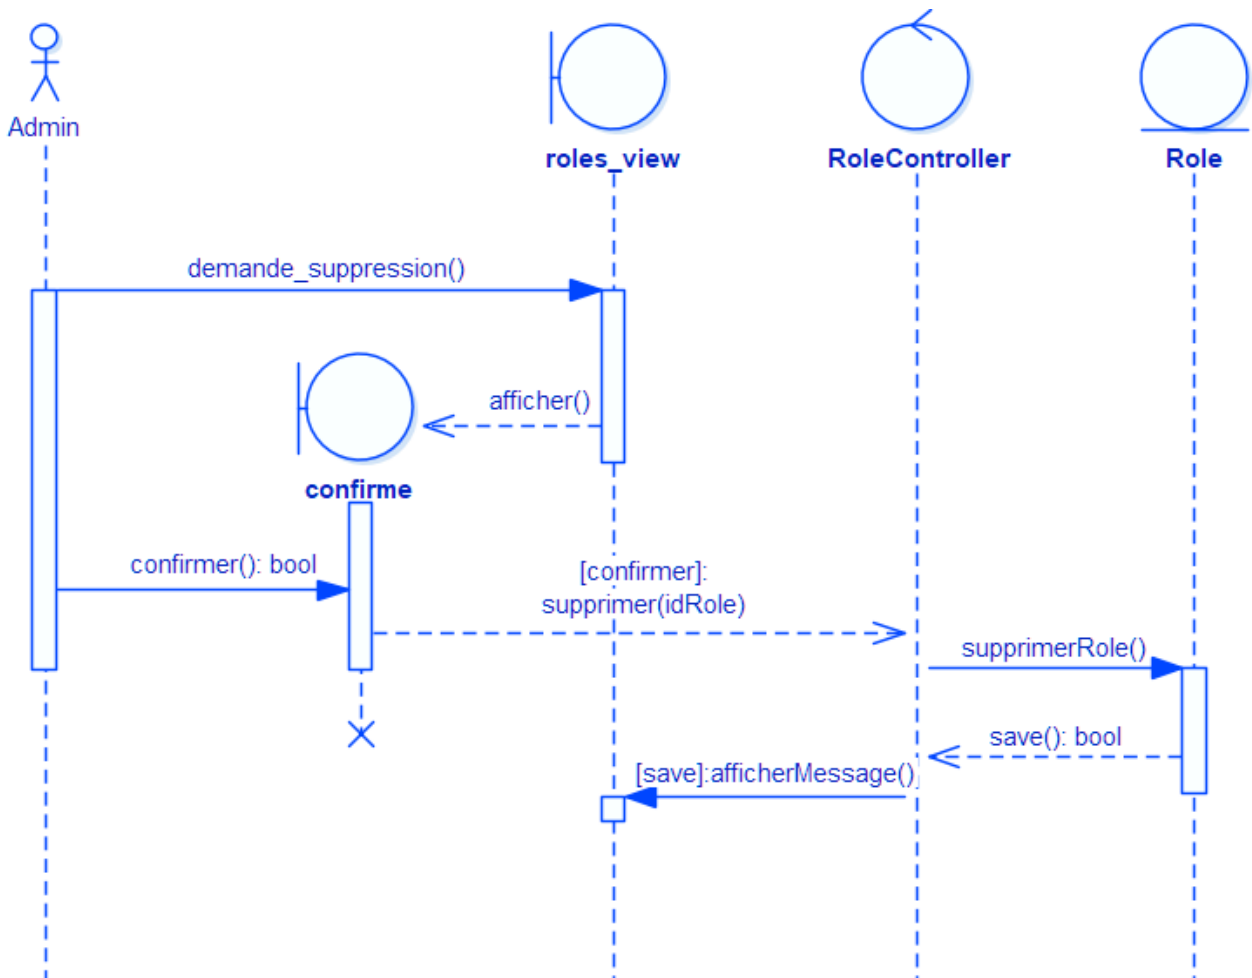 Admin
roles_view
RoleController
Role
demande_suppression()
afficher()
confirme
confirmer(): bool
[confirmer]:
supprimer(idRole)
supprimerRole()
save(): bool
[save]:afficherMessage()